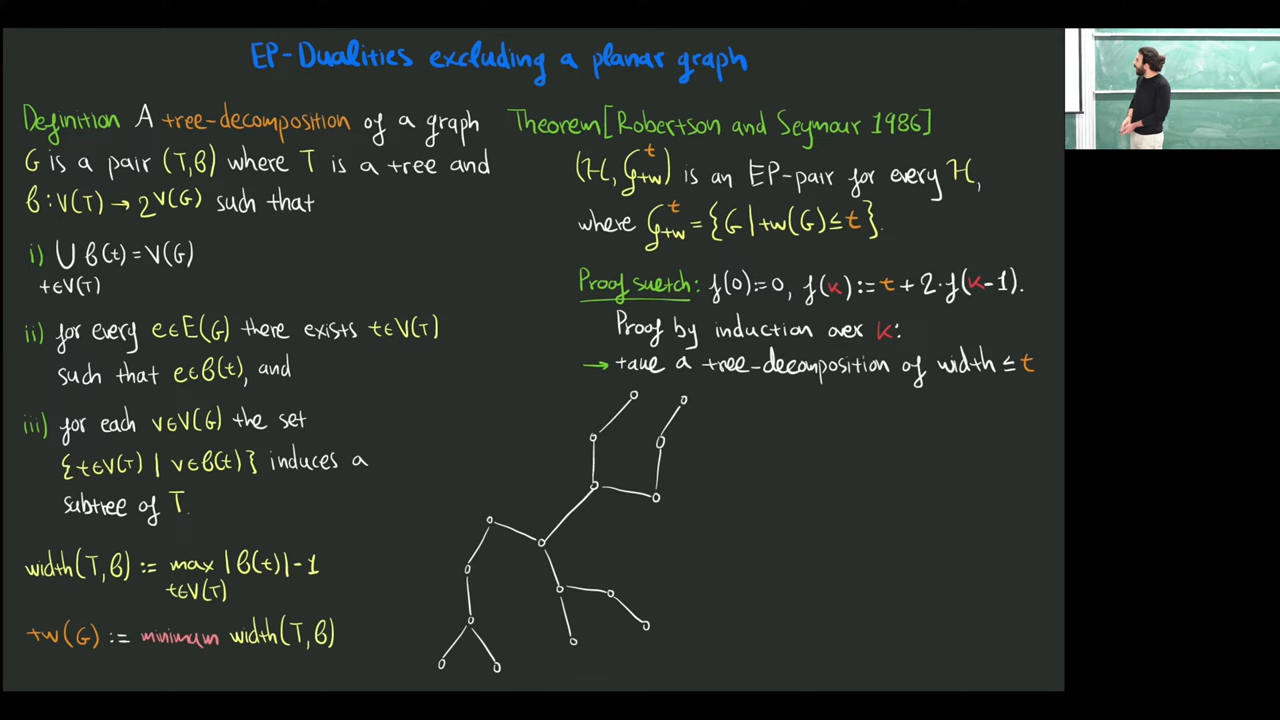 EP-Dualities excluding a planar graph
Definition A tree-decomposition of a graph
G is a pair (T,β) where T is a tree and
β : V(T) → 2^V(G) such that
i) ⋃ β(t) = V(G)
t∈V(T)
ii) for every e∈E(G) there exists t∈V(T)
such that e∈β(t), and
iii) for each v∈V(G) the set
{t∈V(T) | v∈β(t)} induces a
subtree of T.
width(T,β) := max |β(t)| - 1
t∈V(T)
tw(G) := minimum width(T,β)
Theorem [Robertson and Seymour 1986]
(H, G_tw^t) is an EP-pair for every H,
where G_tw^t = {G | tw(G) ≤ t}.
Proof sketch: f(0) := 0, f(k) := t + 2·f(k-1).
Proof by induction over k:
→ take a tree-decomposition of width ≤ t